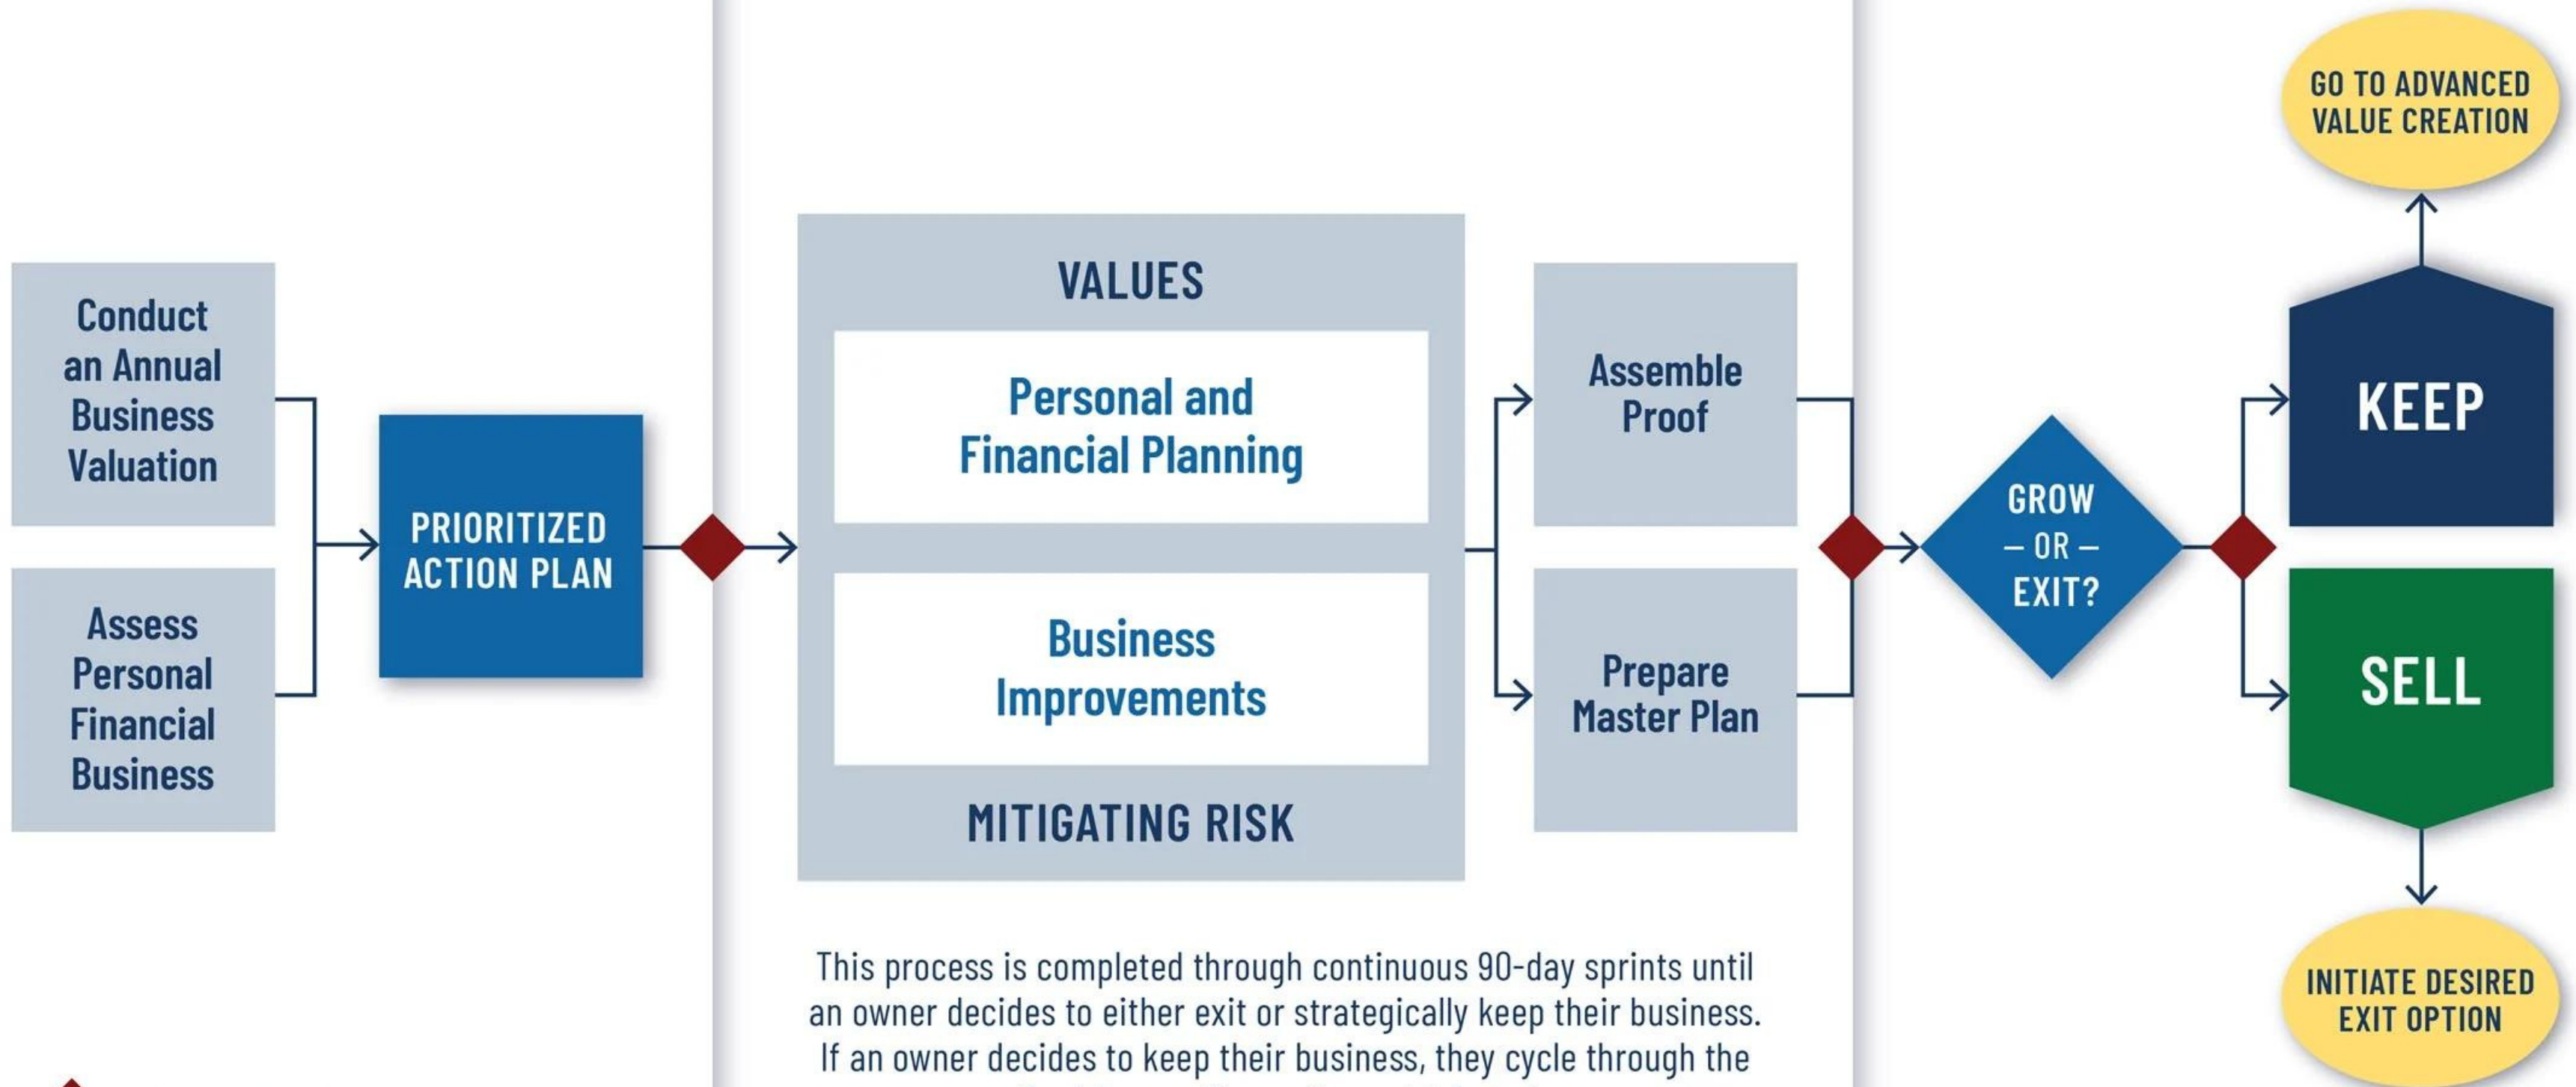 Conduct
an Annual
Business
Valuation
Assess
Personal
Financial
Business
PRIORITIZED
ACTION PLAN
VALUES
Personal and
Financial Planning
Business
Improvements
MITIGATING RISK
This process is completed through continuous 90-day sprints until
an owner decides to either exit or strategically keep their business.
If an owner decides to keep their business, they cycle through the
Assemble
Proof
Prepare
Master Plan
GROW
– OR –
EXIT?
GO TO ADVANCED
VALUE CREATION
KEEP
SELL
INITIATE DESIRED
EXIT OPTION